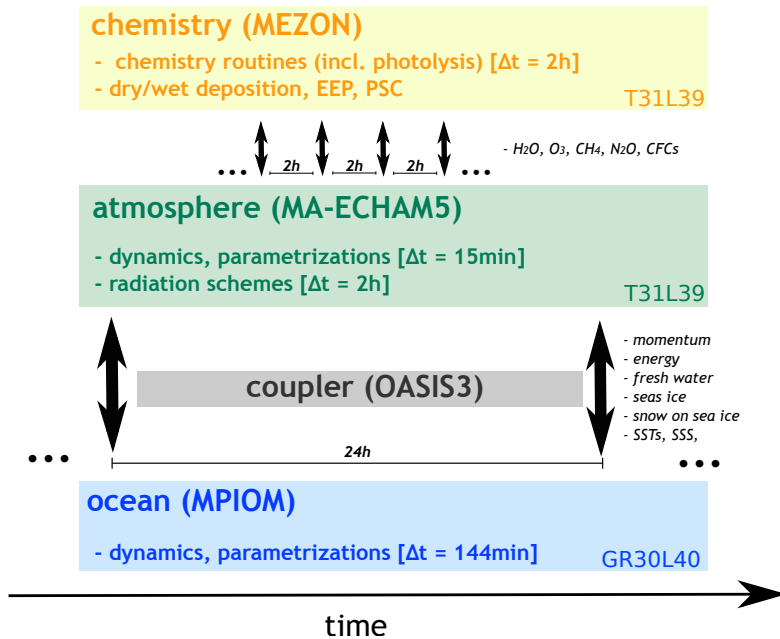 chemistry (MEZON)
- chemistry routines (incl. photolysis) [Δt = 2h]
- dry/wet deposition, EEP, PSC
T31L39
... 2h 2h 2h ...
- H₂O, O₃, CH₄, N₂O, CFCs
atmosphere (MA-ECHAM5)
- dynamics, parametrizations [Δt = 15min]
- radiation schemes [Δt = 2h]
T31L39
coupler (OASIS3)
- momentum
- energy
- fresh water
- seas ice
- snow on sea ice
- SSTs, SSS,
... 24h ...
ocean (MPIOM)
- dynamics, parametrizations [Δt = 144min]
GR30L40
time